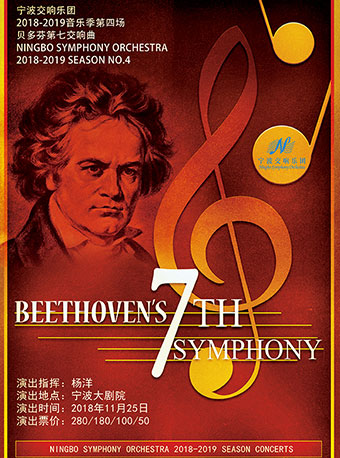 宁波交响乐团
2018-2019音乐季第四场
贝多芬第七交响曲
NINGBO SYMPHONY ORCHESTRA
2018-2019 SEASON NO.4
宁波交响乐团
Ningbo Symphony Orchestra
BEETHOVEN'S 7TH
SYMPHONY
演出指挥：杨洋
演出地点：宁波大剧院
演出时间：2018年11月25日
演出票价：280/180/100/50
NINGBO SYMPHONY ORCHESTRA 2018-2019 SEASON CONCERTS